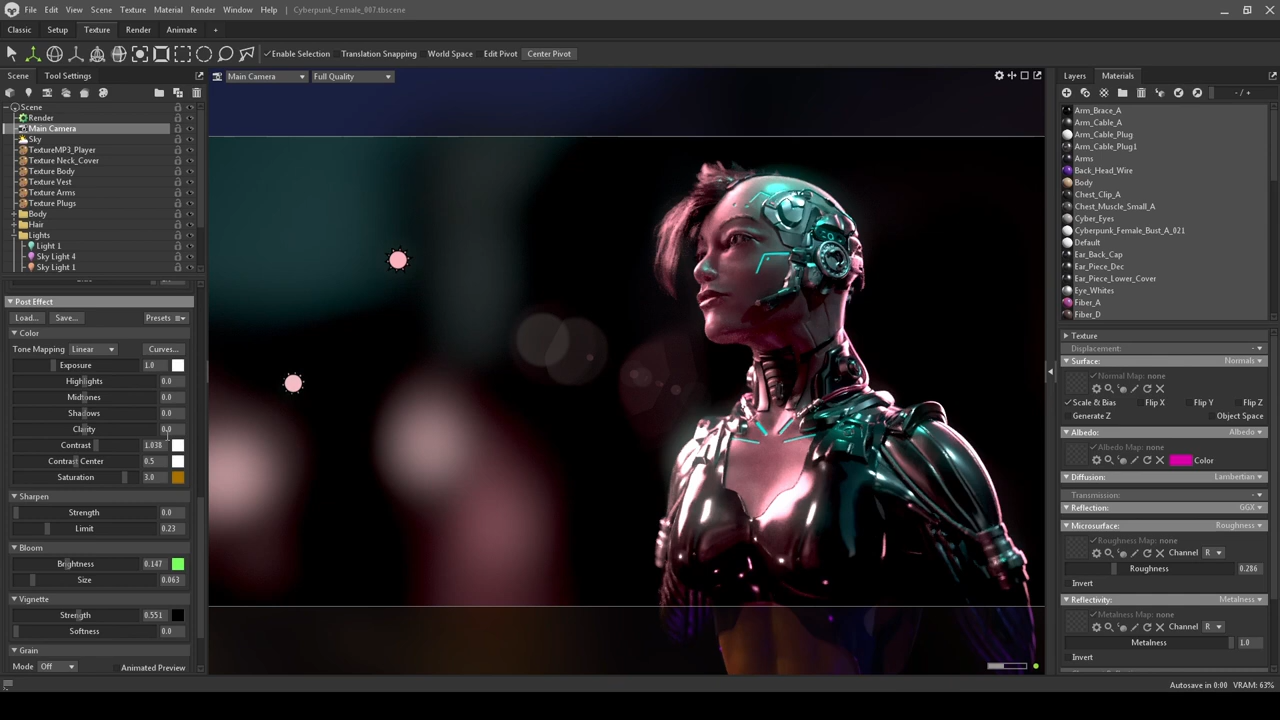 File Edit View Scene Texture Material Render Lighting Window Help Cyberpunk_Female_007.tbscene
Classic Setup Texture Render Animate +
Enable Selection Translation Snapping World Space Edit Pivot Center Pivot
Scene Tool Settings
Main Camera Full Quality
Layers Materials
- / +
Scene
Render
Main Camera
Sky
TextureMP3_Player
Texture Neck_Cover
Texture Body
Texture Vest
Texture Arms
Texture Plugs
Body
Hair
Lights
Light 1
Sky Light 4
Sky Light 1
Post Effect
Load... Save... Presets
Color
Tone Mapping Linear Curves...
Exposure 1.0
Highlights 0.0
Midtones 0.0
Shadows 0.0
Clarity 0.0
Contrast 1.038
Contrast Center 0.5
Saturation 3.0
Sharpen
Strength 0.0
Limit 0.23
Bloom
Brightness 0.147
Size 0.063
Vignette
Strength 0.551
Softness 0.0
Grain
Mode Off Animated Preview
Arm_Brace_A
Arm_Cable_A
Arm_Cable_Plug
Arm_Cable_Plug1
Arms
Back_Head_Wire
Body
Chest_Clip_A
Chest_Muscle_Small_A
Cyber_Eyes
Cyberpunk_Female_Bust_A_021
Default
Ear_Back_Cap
Ear_Piece_Dec
Ear_Piece_Lower_Cover
Eye_Whites
Fiber_A
Fiber_D
Texture
Displacement: -
Surface: Normals
Normal Map: none
Scale & Bias Flip X Flip Y Flip Z
Generate Z Object Space
Albedo: Albedo
Albedo Map: none
Color
Diffusion: Lambertian
Transmission: -
Reflection: GGX
Microsurface: Roughness
Roughness Map: none
Channel R
Roughness 0.286
Invert
Reflectivity: Metalness
Metalness Map: none
Channel R
Metalness 1.0
Invert
Autosave in 0:00 VRAM: 63%